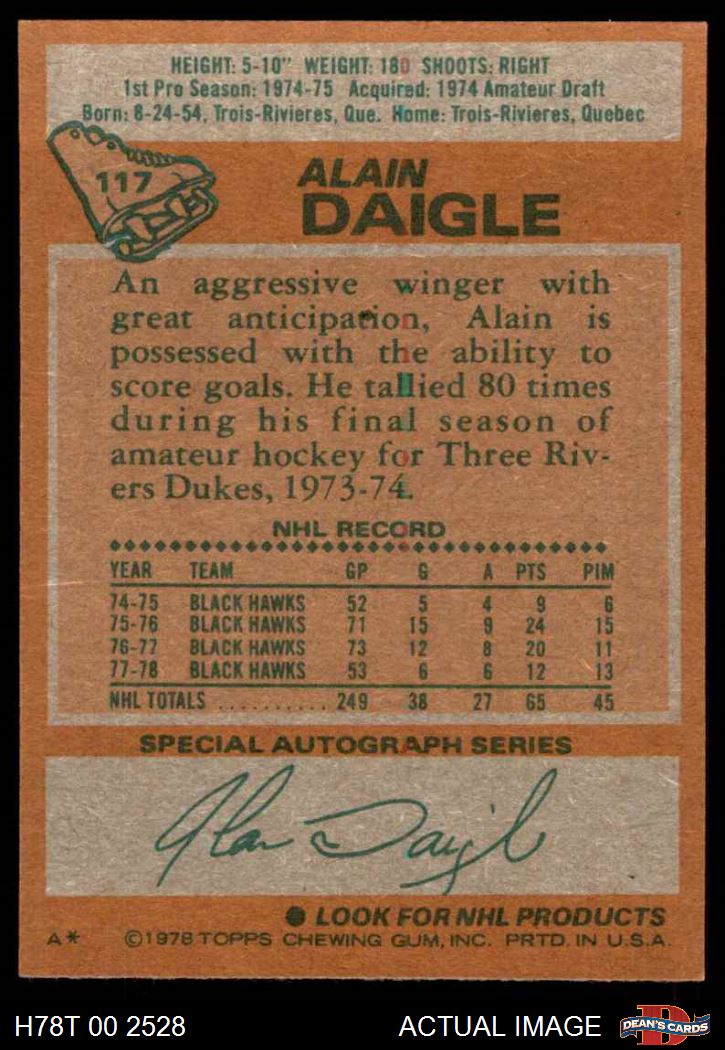 HEIGHT: 5-10" WEIGHT: 180 SHOOTS: RIGHT
1st Pro Season: 1974-75 Acquired: 1974 Amateur Draft
Born: 8-24-54, Trois-Rivieres, Que. Home: Trois-Rivieres, Quebec
117
ALAIN
DAIGLE
An aggressive winger with
great anticipation, Alain is
possessed with the ability to
score goals. He tallied 80 times
during his final season of
amateur hockey for Three Riv-
ers Dukes, 1973-74.
NHL RECORD
YEAR TEAM GP G A PTS PIM
74-75 BLACK HAWKS 52 5 4 9 6
75-76 BLACK HAWKS 71 15 9 24 15
76-77 BLACK HAWKS 73 12 8 20 11
77-78 BLACK HAWKS 53 6 6 12 13
NHL TOTALS .......... 249 38 27 65 45
SPECIAL AUTOGRAPH SERIES
Alain Daigle
LOOK FOR NHL PRODUCTS
A* ©1978 TOPPS CHEWING GUM, INC. PRTD. IN U.S.A.
H78T 00 2528 ACTUAL IMAGE D DEAN'S CARDS